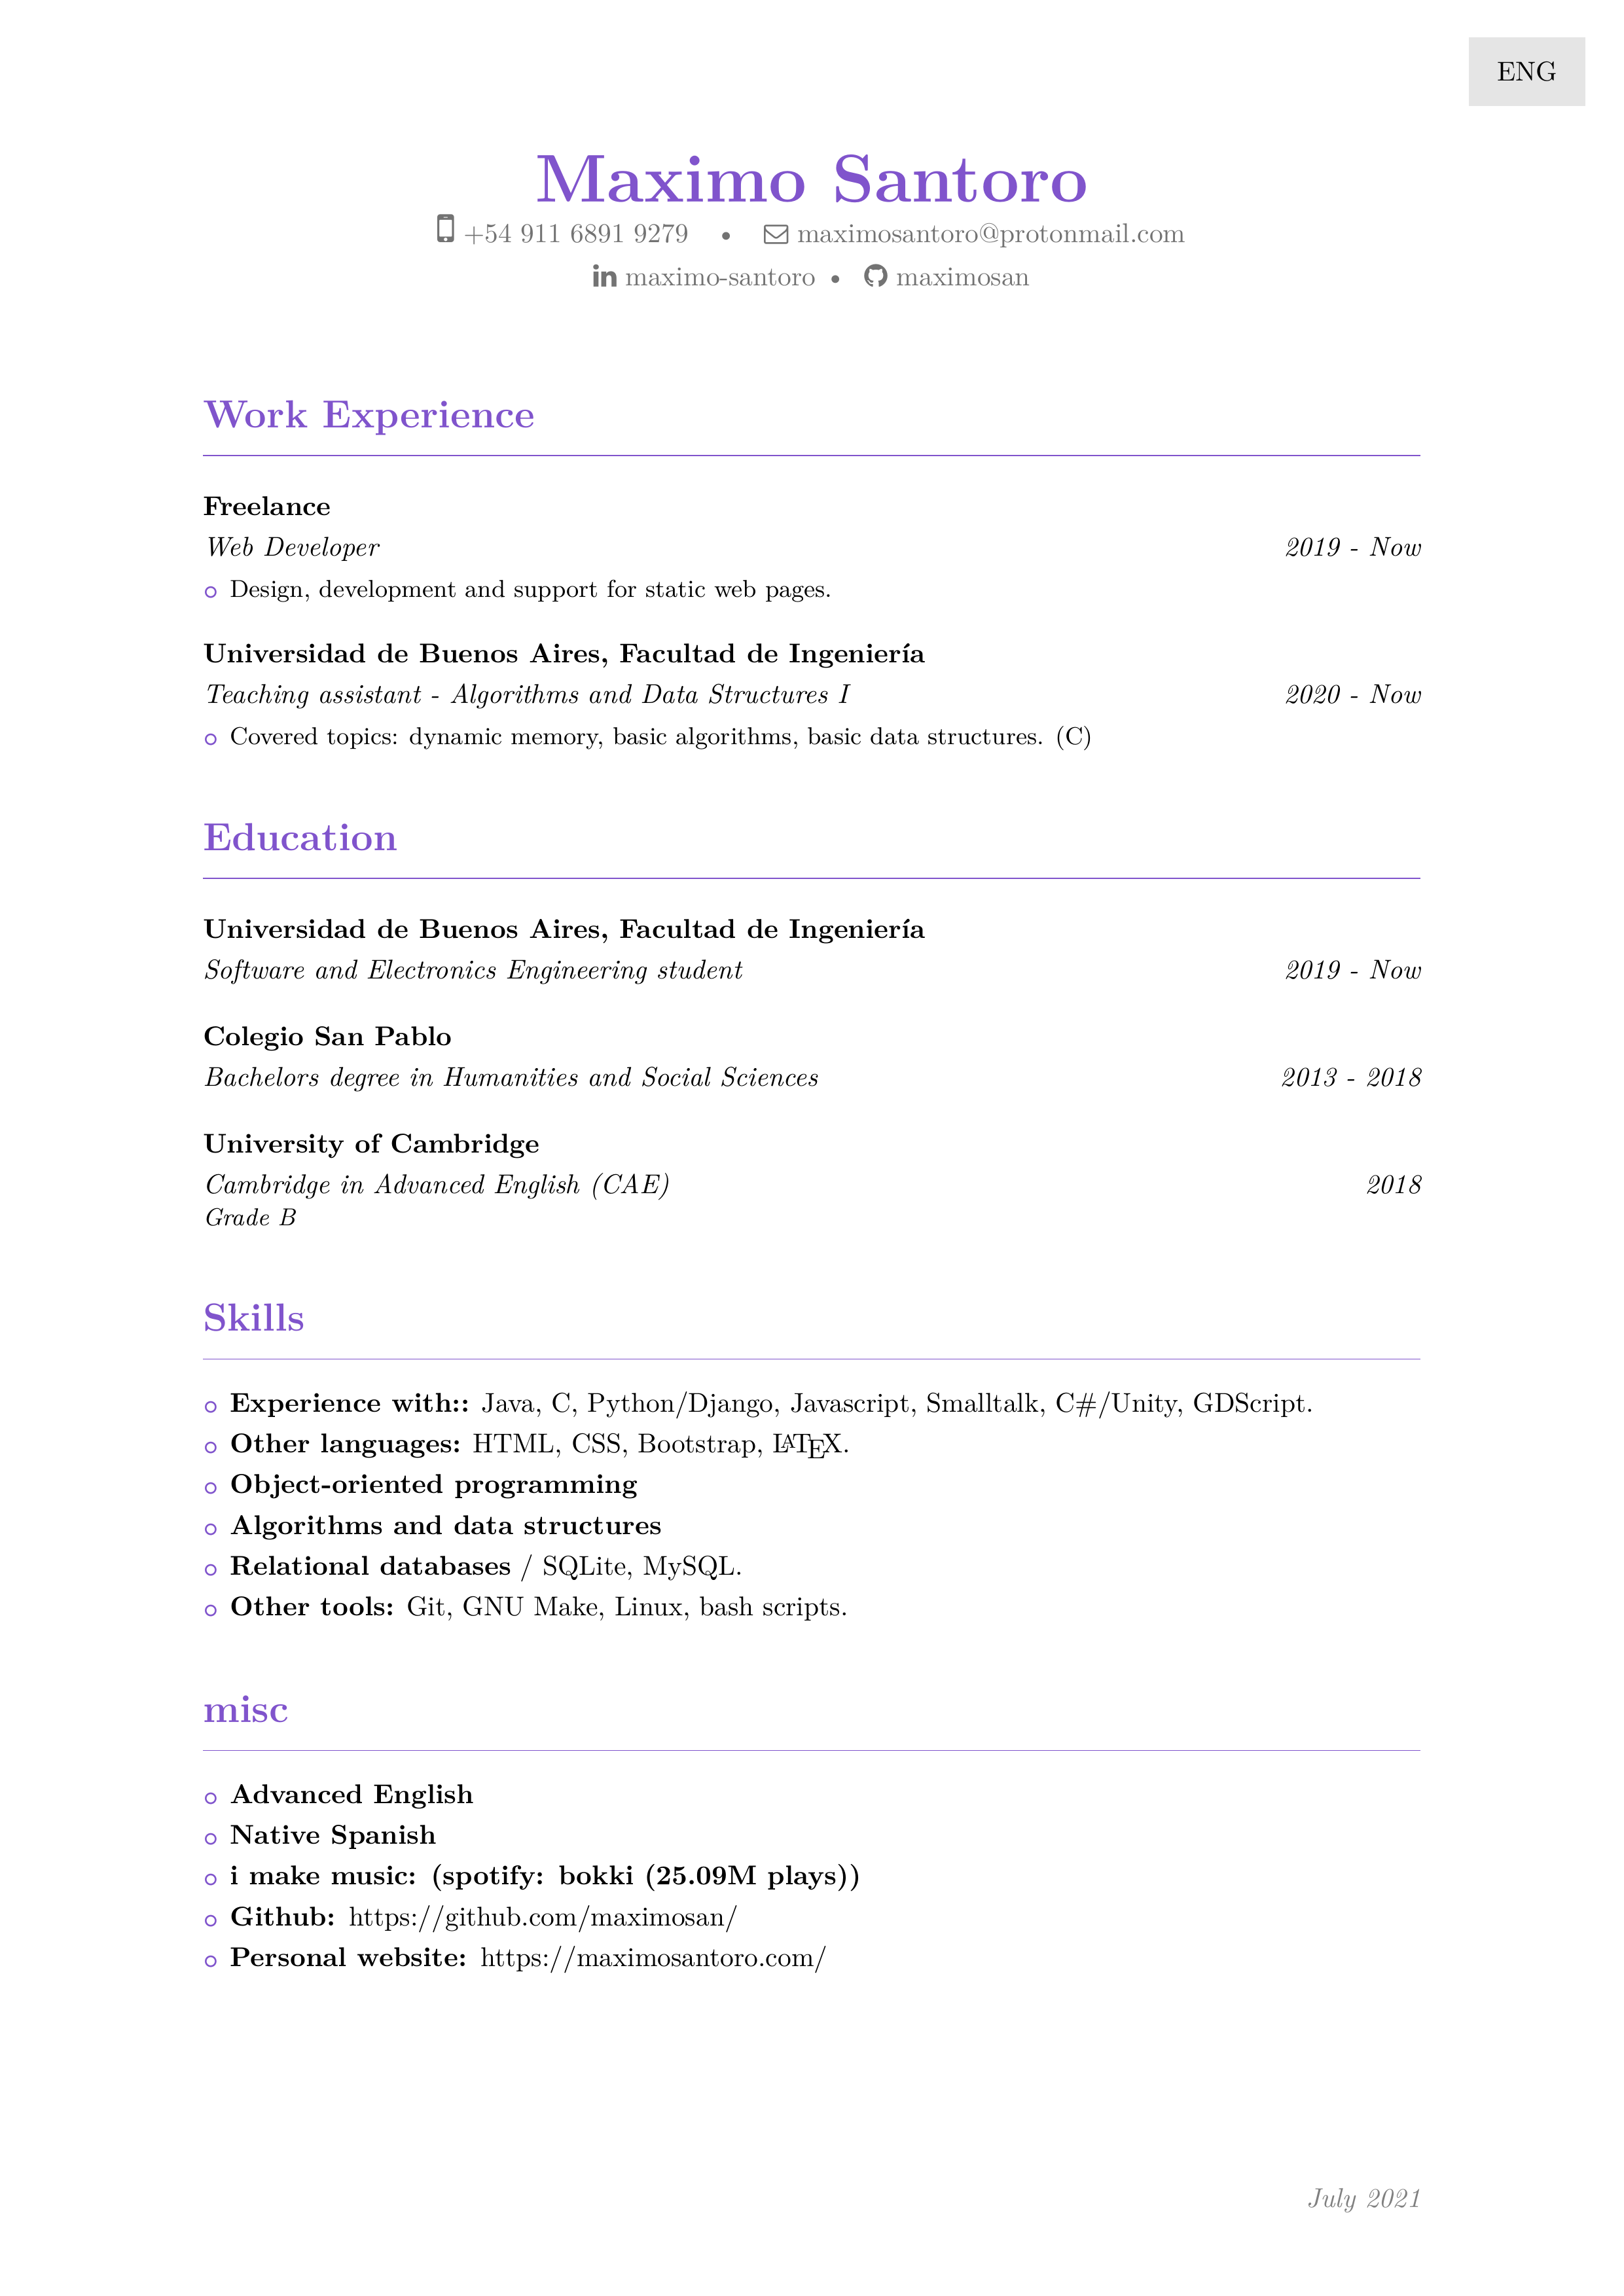 ENG
Maximo Santoro
+54 911 6891 9279 • maximosantoro@protonmail.com
maximo-santoro • maximosan
Work Experience
Freelance
Web Developer 2019 - Now
Design, development and support for static web pages.
Universidad de Buenos Aires, Facultad de Ingeniería
Teaching assistant - Algorithms and Data Structures I 2020 - Now
Covered topics: dynamic memory, basic algorithms, basic data structures. (C)
Education
Universidad de Buenos Aires, Facultad de Ingeniería
Software and Electronics Engineering student 2019 - Now
Colegio San Pablo
Bachelors degree in Humanities and Social Sciences 2013 - 2018
University of Cambridge
Cambridge in Advanced English (CAE) 2018
Grade B
Skills
Experience with:: Java, C, Python/Django, Javascript, Smalltalk, C#/Unity, GDScript.
Other languages: HTML, CSS, Bootstrap, LATEX.
Object-oriented programming
Algorithms and data structures
Relational databases / SQLite, MySQL.
Other tools: Git, GNU Make, Linux, bash scripts.
misc
Advanced English
Native Spanish
i make music: (spotify: bokki (25.09M plays))
Github: https://github.com/maximosan/
Personal website: https://maximosantoro.com/
July 2021